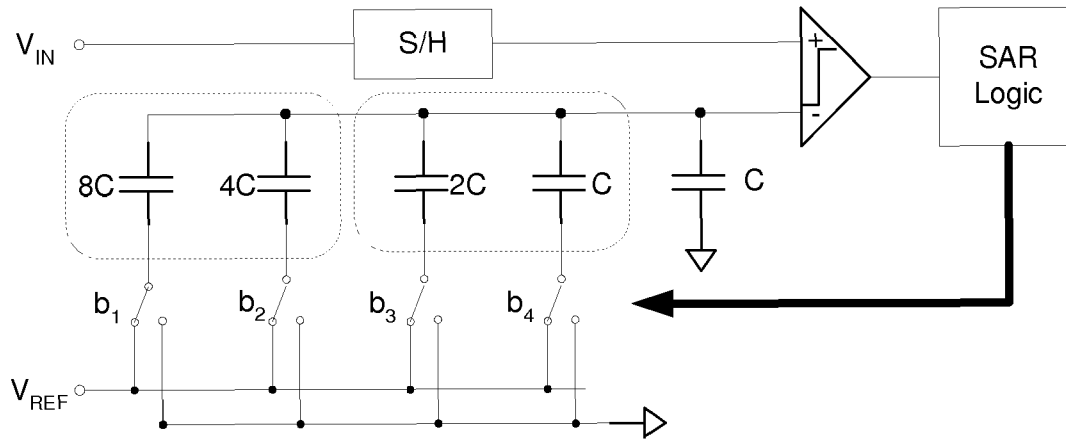 V_IN
S/H
+
-
SAR
Logic
8C
4C
2C
C
C
b_1
b_2
b_3
b_4
V_REF